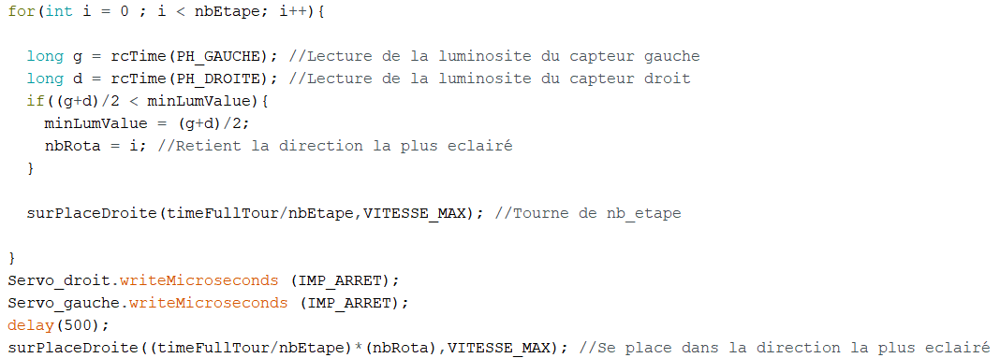 for(int i = 0 ; i < nbEtape; i++){
long g = rcTime(PH_GAUCHE); //Lecture de la luminosite du capteur gauche
long d = rcTime(PH_DROITE); //Lecture de la luminosite du capteur droit
if((g+d)/2 < minLumValue){
minLumValue = (g+d)/2;
nbRota = i; //Retient la direction la plus eclairé
}
surPlaceDroite(timeFullTour/nbEtape,VITESSE_MAX); //Tourne de nb_etape
}
Servo_droit.writeMicroseconds (IMP_ARRET);
Servo_gauche.writeMicroseconds (IMP_ARRET);
delay(500);
surPlaceDroite((timeFullTour/nbEtape)*(nbRota),VITESSE_MAX); //Se place dans la direction la plus eclairé